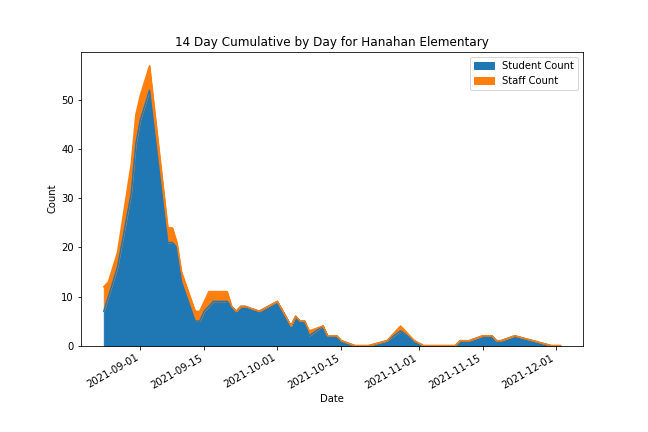 14 Day Cumulative by Day for Hanahan Elementary
Student Count
Staff Count
Count
50
40
30
20
10
0
2021-09-01
2021-09-15
2021-10-01
2021-10-15
2021-11-01
2021-11-15
2021-12-01
Date